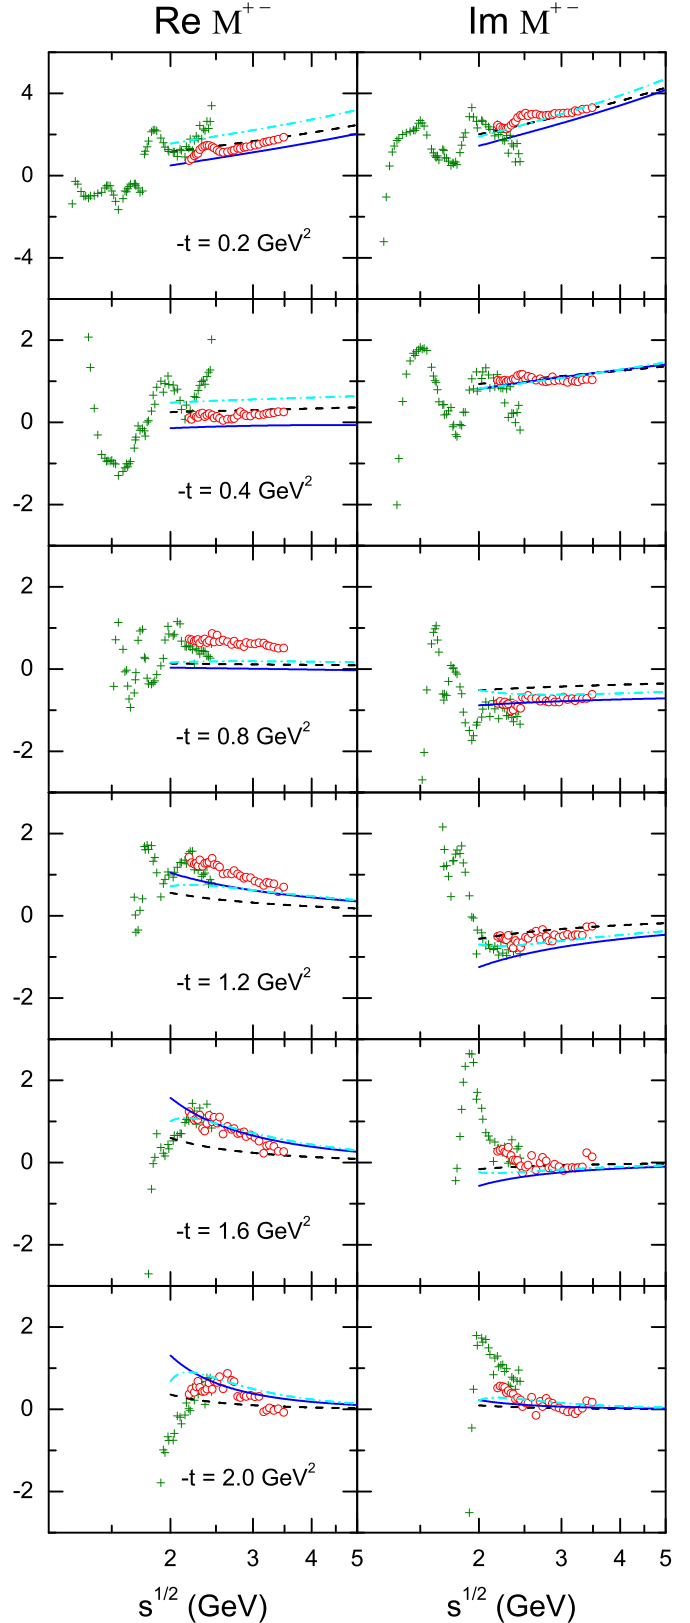 Re M⁺⁻ Im M⁺⁻
4
0
-4
-t = 0.2 GeV²
2
0
-2
-t = 0.4 GeV²
2
0
-2
-t = 0.8 GeV²
2
0
-2
-t = 1.2 GeV²
2
0
-2
-t = 1.6 GeV²
2
0
-2
-t = 2.0 GeV²
2 3 4 5 2 3 4 5
s^{1/2} (GeV) s^{1/2} (GeV)